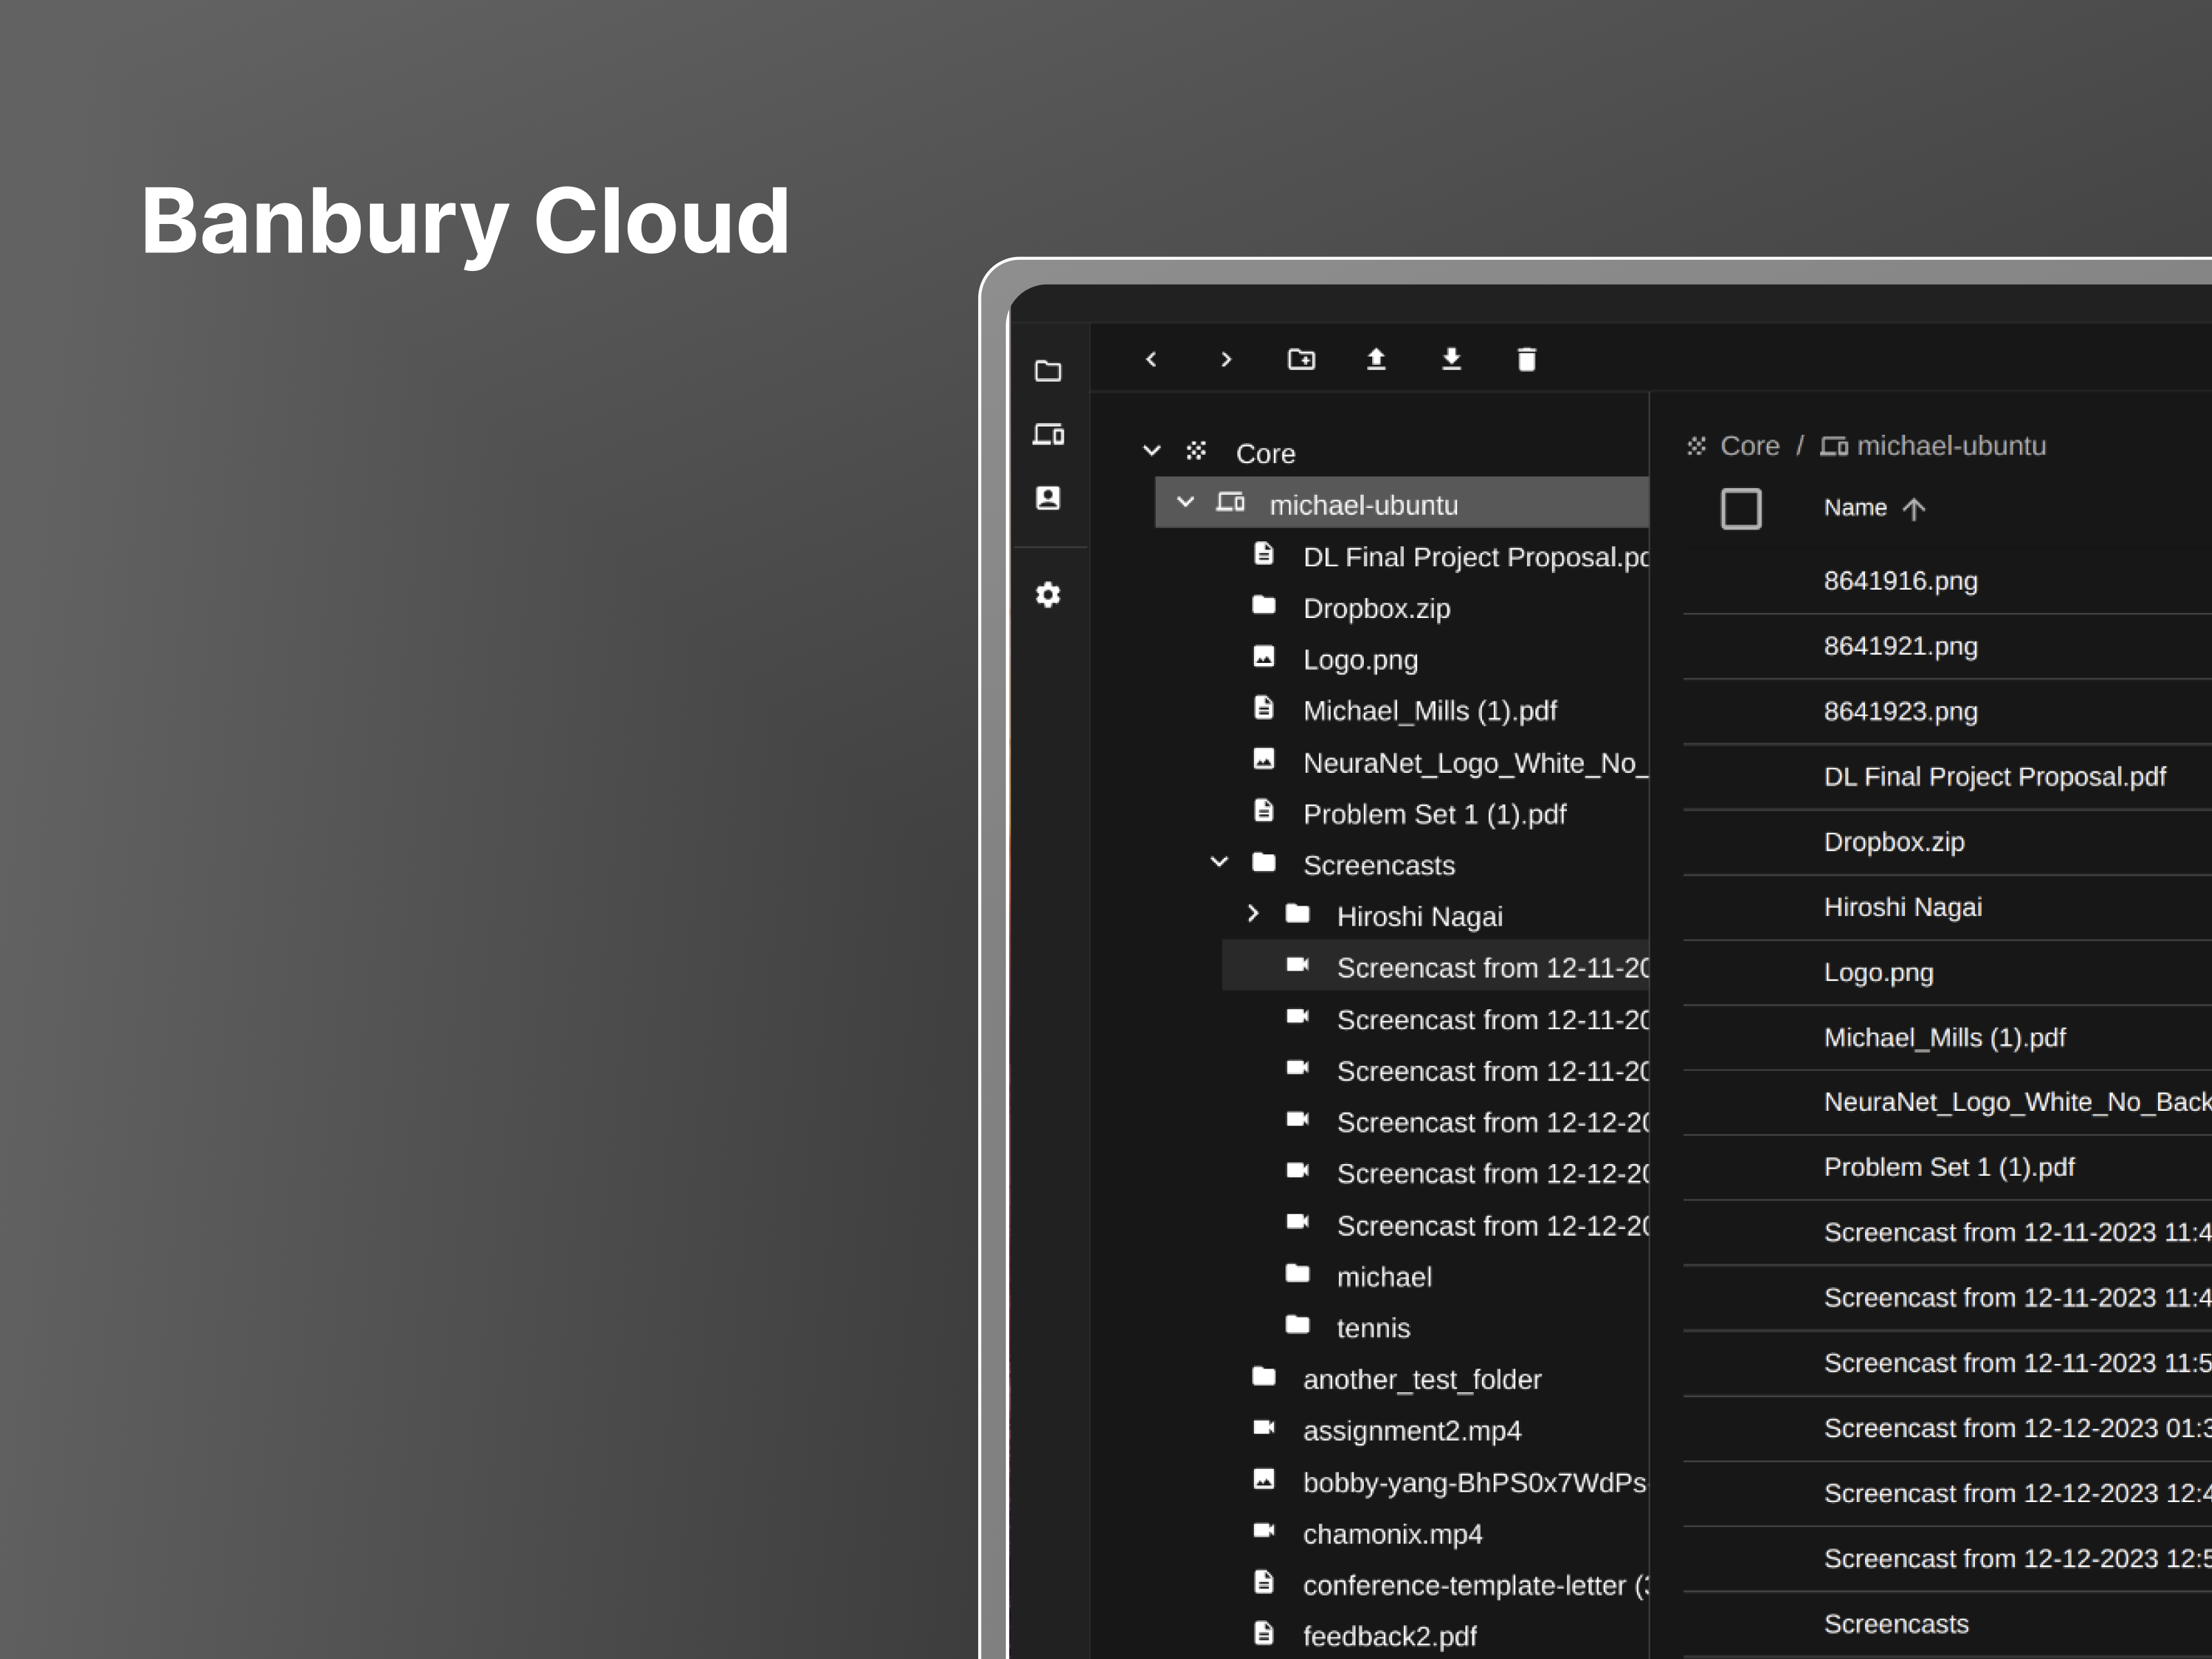 Banbury Cloud
Core
michael-ubuntu
DL Final Project Proposal.pd
Dropbox.zip
Logo.png
Michael_Mills (1).pdf
NeuraNet_Logo_White_No_
Problem Set 1 (1).pdf
Screencasts
Hiroshi Nagai
Screencast from 12-11-20
Screencast from 12-11-20
Screencast from 12-11-20
Screencast from 12-12-20
Screencast from 12-12-20
Screencast from 12-12-20
michael
tennis
another_test_folder
assignment2.mp4
bobby-yang-BhPS0x7WdPs
chamonix.mp4
conference-template-letter (
feedback2.pdf
Core / michael-ubuntu
Name
8641916.png
8641921.png
8641923.png
DL Final Project Proposal.pdf
Dropbox.zip
Hiroshi Nagai
Logo.png
Michael_Mills (1).pdf
NeuraNet_Logo_White_No_Back
Problem Set 1 (1).pdf
Screencast from 12-11-2023 11:4
Screencast from 12-11-2023 11:4
Screencast from 12-11-2023 11:5
Screencast from 12-12-2023 01:3
Screencast from 12-12-2023 12:4
Screencast from 12-12-2023 12:5
Screencasts